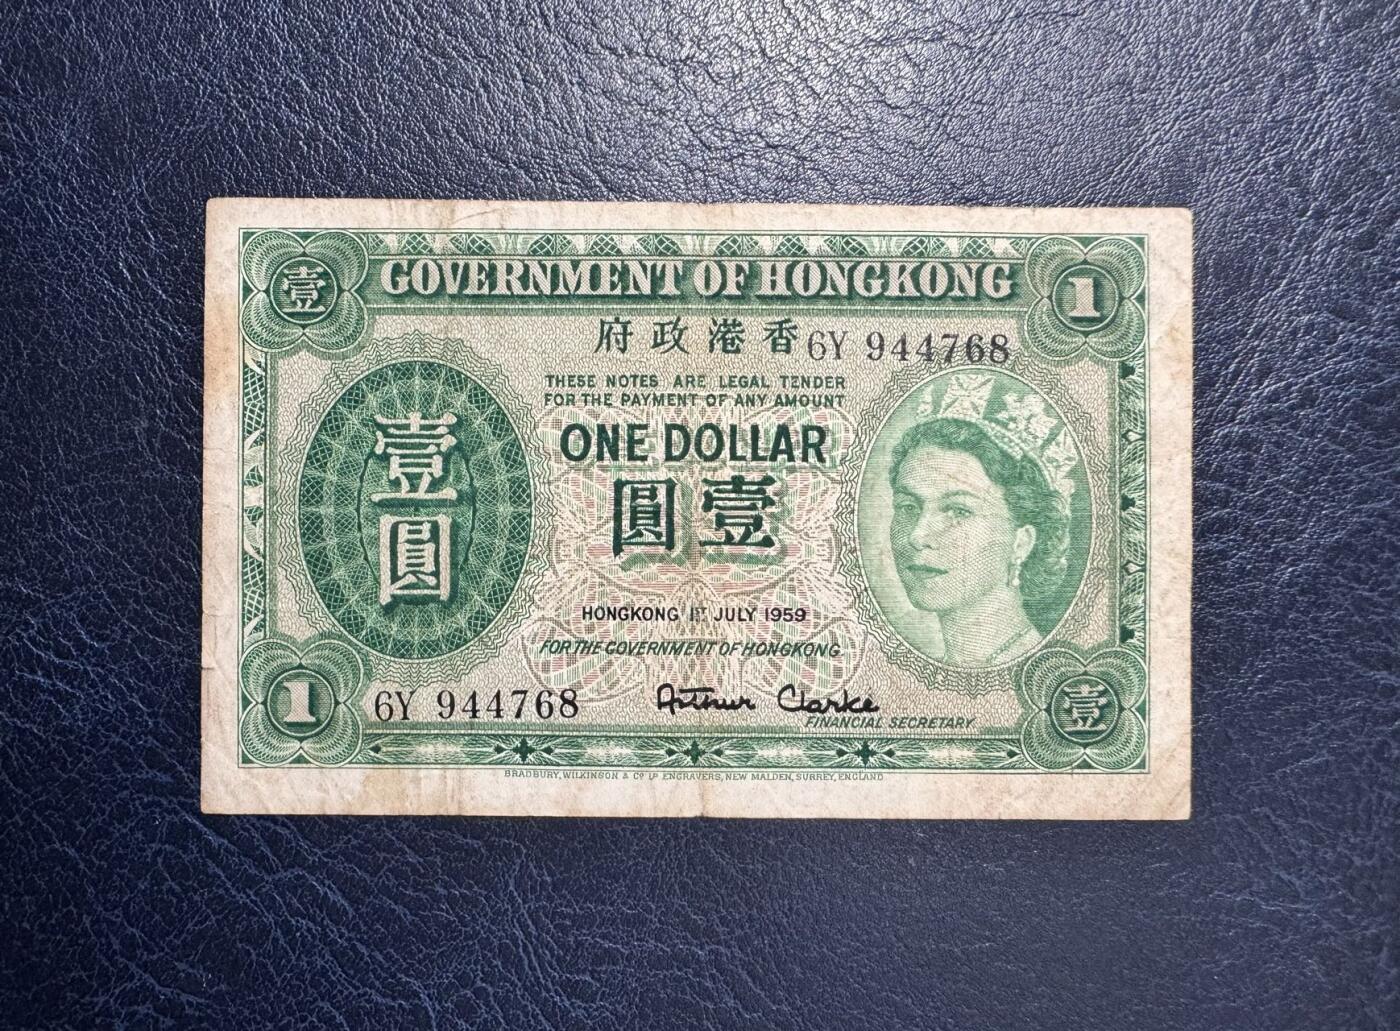 壹
GOVERNMENT OF HONGKONG
1
府政港香
6Y 944768
THESE NOTES ARE LEGAL TENDER
FOR THE PAYMENT OF ANY AMOUNT
ONE DOLLAR
圓壹
壹圓
HONGKONG 1ST JULY 1959
FOR THE GOVERNMENT OF HONGKONG
1
6Y 944768
Arthur Clarke
FINANCIAL SECRETARY
壹
BRADBURY, WILKINSON & Co LD ENGRAVERS, NEW MALDEN, SURREY, ENGLAND